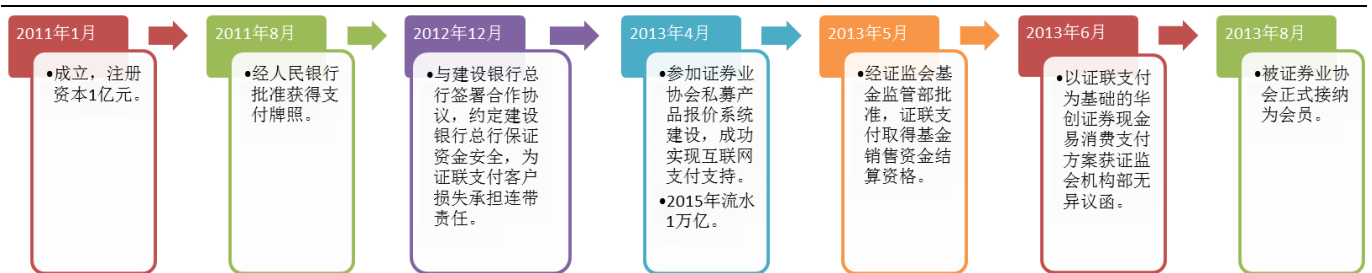 2011年1月
•成立，注册
资本1亿元。
2011年8月
•经人民银行
批准获得支
付牌照。
2012年12月
•与建设银行总
行签署合作协
议，约定建设
银行总行保证
资金安全，为
证联支付客户
损失承担连带
责任。
2013年4月
•参加证券业
协会私募产
品报价系统
建设，成功
实现互联网
支付支持。
•2015年流水
1万亿。
2013年5月
•经证监会基
金监管部批
准，证联支
付取得基金
销售资金结
算资格。
2013年6月
•以证联支付
为基础的华
创证券现金
易消费支付
方案获证监
会机构部无
异议函。
2013年8月
•被证券业协
会正式接纳
为会员。